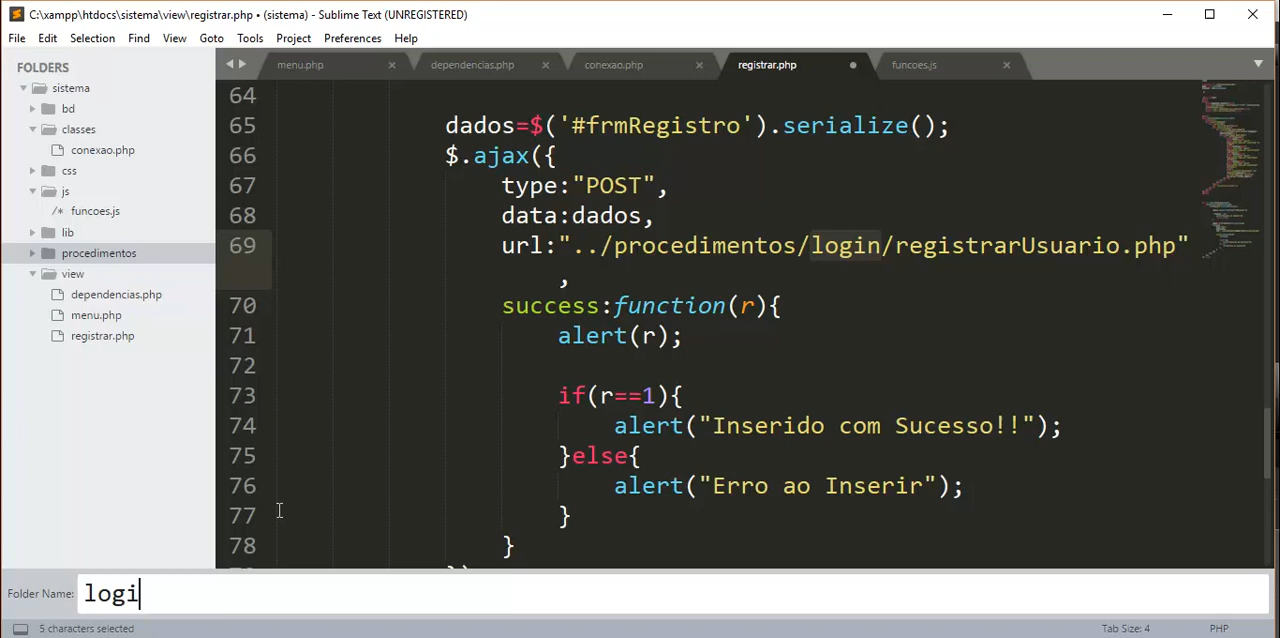 C:\xampp\htdocs\sistema\view\registrar.php • (sistema) - Sublime Text (UNREGISTERED)
File Edit Selection Find View Goto Tools Project Preferences Help
FOLDERS
sistema
bd
classes
conexao.php
css
js
/* funcoes.js
lib
procedimentos
view
dependencias.php
menu.php
registrar.php
menu.php × dependencias.php × conexao.php × registrar.php funcoes.js ×
64
65 dados=$('#frmRegistro').serialize();
66 $.ajax({
67 type:"POST",
68 data:dados,
69 url:"../procedimentos/login/registrarUsuario.php"
,
70 success:function(r){
71 alert(r);
72
73 if(r==1){
74 alert("Inserido com Sucesso!!");
75 }else{
76 alert("Erro ao Inserir");
77 }
78 }
Folder Name: logi
5 characters selected Tab Size: 4 PHP